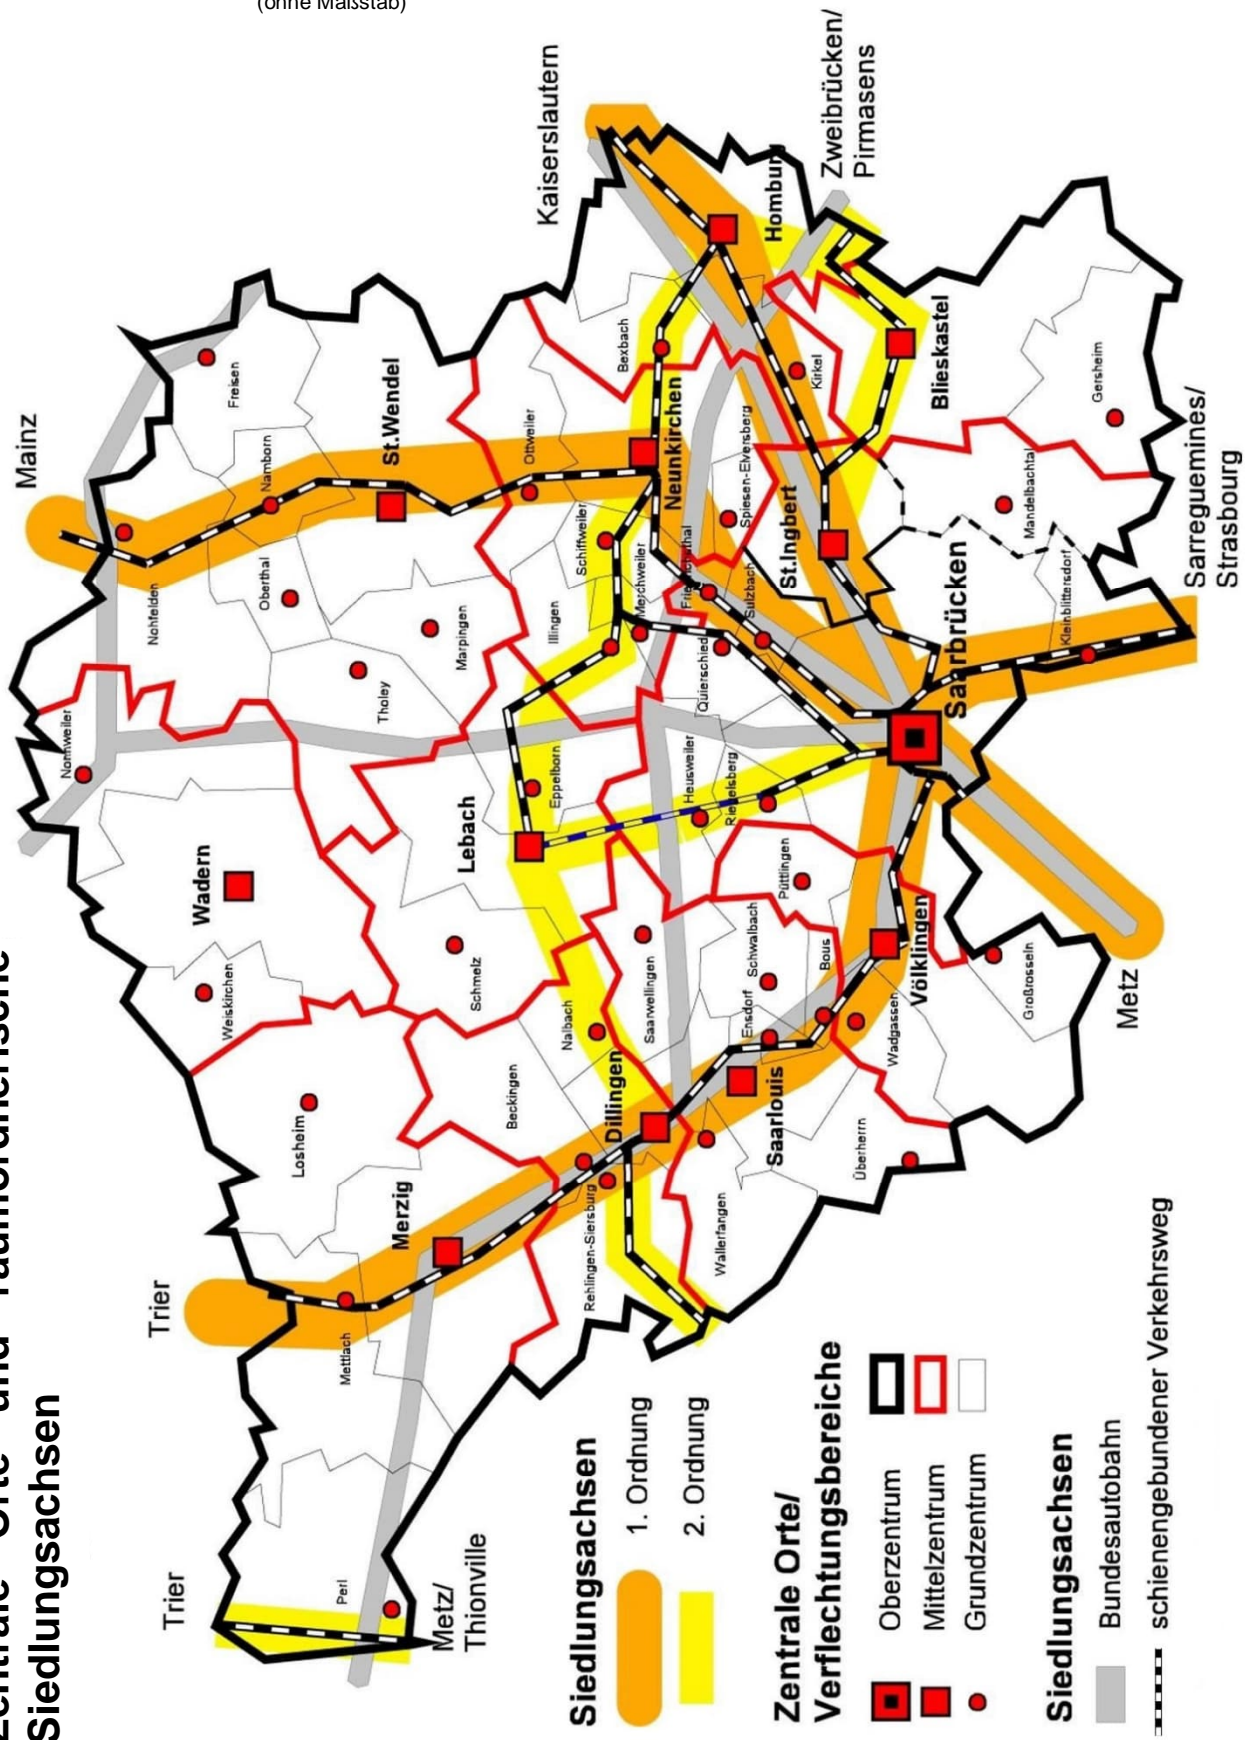 (ohne Maßstab)
Zentrale Orte und raumordnerische
Siedlungsachsen
Trier
Trier
Mainz
Perl
Metz/
Thionville
Mettlach
Merzig
Losheim
Weiskirchen
Wadern
Nonnweiler
Nohfelden
Oberthal
Namborn
Freisen
St.Wendel
Tholey
Marpingen
Ottweiler
Kaiserslautern
Beckingen
Schmelz
Lebach
Eppelborn
Illingen
Schiffweiler
Merchweiler
Bexbach
Neunkirchen
Rehlingen-Siersburg
Dillingen
Nalbach
Saarwellingen
Heusweiler
Quierschied
Friedrichsthal
Spiesen-Elversberg
Homburg
Zweibrücken/
Pirmasens
Wallerfangen
Saarlouis
Ensdorf
Schwalbach
Püttlingen
Riegelsberg
Sulzbach
St.Ingbert
Kirkel
Überherrn
Wadgassen
Bous
Völklingen
Saarbrücken
Blieskastel
Großrosseln
Kleinblittersdorf
Mandelbachtal
Gersheim
Metz
Sarreguemines/
Strasbourg
Siedlungsachsen
1. Ordnung
2. Ordnung
Zentrale Orte/
Verflechtungsbereiche
Oberzentrum
Mittelzentrum
Grundzentrum
Siedlungsachsen
Bundesautobahn
schienengebundener Verkehrsweg